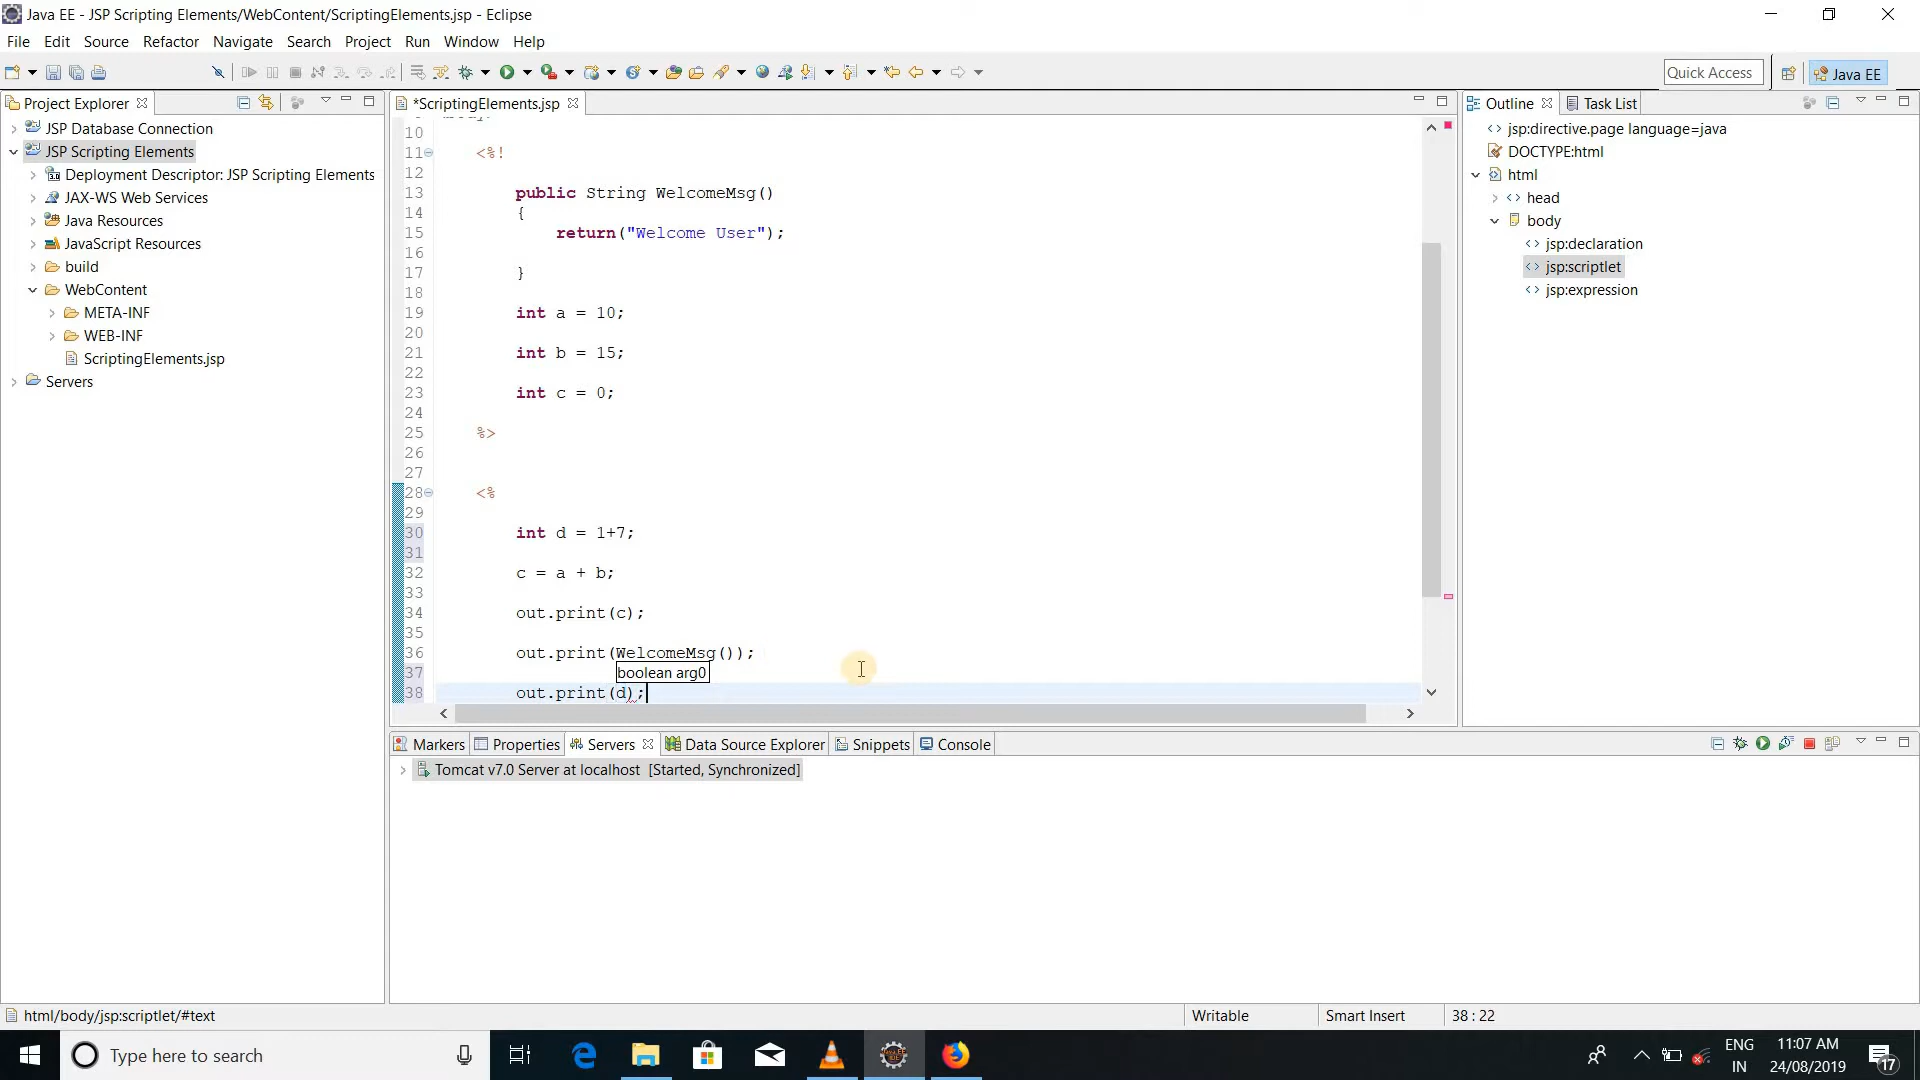 Java EE - JSP Scripting Elements/WebContent/ScriptingElements.jsp - Eclipse
File Edit Source Refactor Navigate Search Project Run Window Help
Quick Access
Java EE
Project Explorer
JSP Database Connection
JSP Scripting Elements
Deployment Descriptor: JSP Scripting Elements
JAX-WS Web Services
Java Resources
JavaScript Resources
build
WebContent
META-INF
WEB-INF
ScriptingElements.jsp
Servers
*ScriptingElements.jsp
10
11 <%!
12
13 public String WelcomeMsg()
14 {
15 return("Welcome User");
16
17 }
18
19 int a = 10;
20
21 int b = 15;
22
23 int c = 0;
24
25 %>
26
27
28 <%
29
30 int d = 1+7;
31
32 c = a + b;
33
34 out.print(c);
35
36 out.print(WelcomeMsg());
37 boolean arg0
38 out.print(d);
Outline Task List
jsp:directive.page language=java
DOCTYPE:html
html
head
body
jsp:declaration
jsp:scriptlet
jsp:expression
Markers Properties Servers Data Source Explorer Snippets Console
Tomcat v7.0 Server at localhost [Started, Synchronized]
html/body/jsp:scriptlet/#text Writable Smart Insert 38 : 22
Type here to search
ENG
IN
11:07 AM
24/08/2019
17